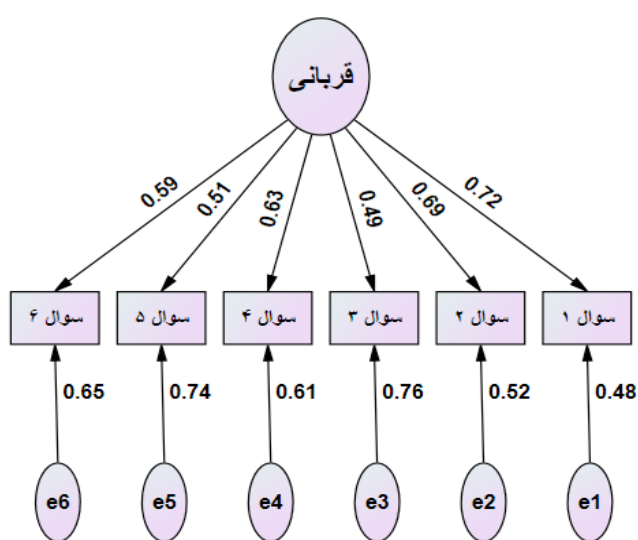 قربانی
0.59
0.51
0.63
0.49
0.69
0.72
سوال ۶
سوال ۵
سوال ۴
سوال ۳
سوال ۲
سوال ۱
0.65
0.74
0.61
0.76
0.52
0.48
e6
e5
e4
e3
e2
e1